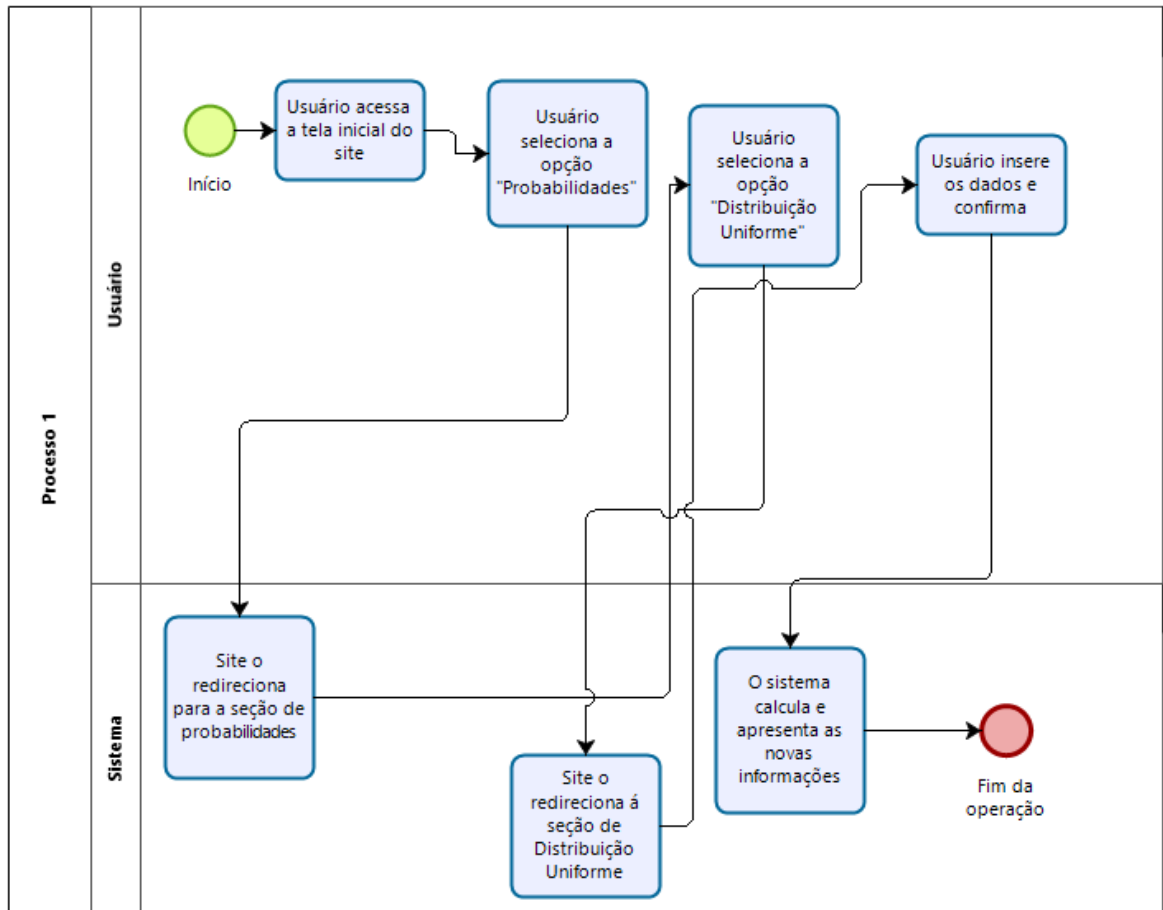 Processo 1
Usuário
Início
Usuário acessa
a tela inicial do
site
Usuário
seleciona a
opção
"Probabilidades"
Usuário
seleciona a
opção
"Distribuição
Uniforme"
Usuário insere
os dados e
confirma
Sistema
Site o
redireciona
para a seção de
probabilidades
Site o
redireciona á
seção de
Distribuição
Uniforme
O sistema
calcula e
apresenta as
novas
informações
Fim da
operação